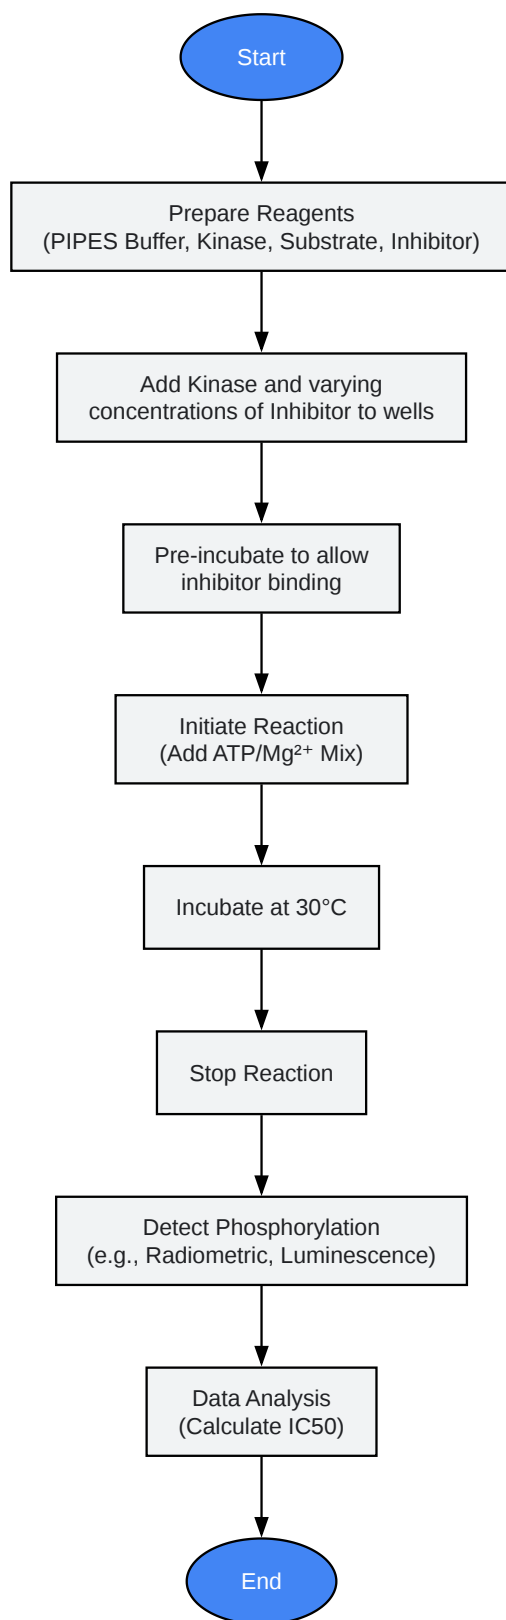 Start
Prepare Reagents
(PIPES Buffer, Kinase, Substrate, Inhibitor)
Add Kinase and varying
concentrations of Inhibitor to wells
Pre-incubate to allow
inhibitor binding
Initiate Reaction
(Add ATP/Mg²⁺ Mix)
Incubate at 30°C
Stop Reaction
Detect Phosphorylation
(e.g., Radiometric, Luminescence)
Data Analysis
(Calculate IC50)
End